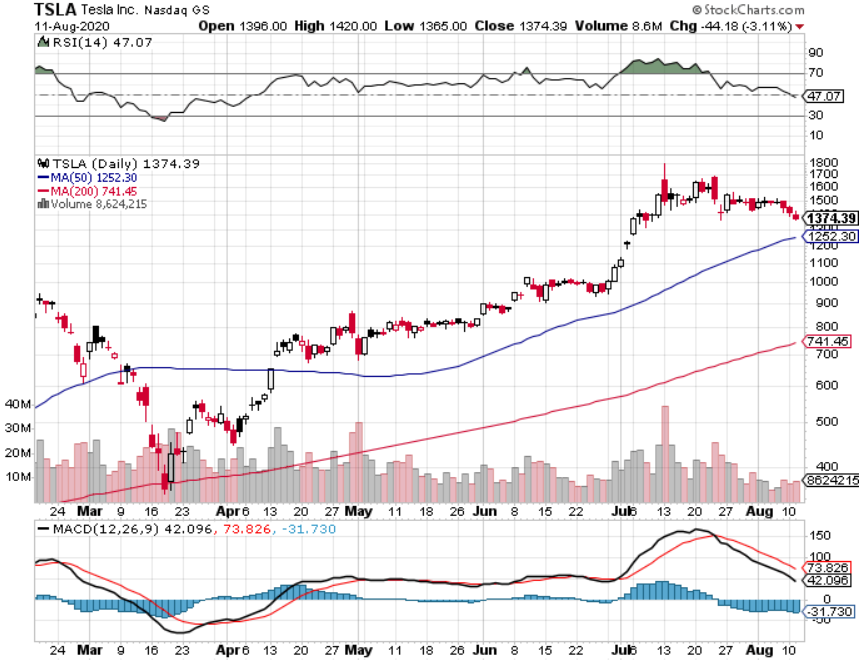 TSLA Tesla Inc. Nasdaq GS © StockCharts.com
11-Aug-2020 Open 1396.00 High 1420.00 Low 1365.00 Close 1374.39 Volume 8.6M Chg -44.18 (-3.11%)
RSI(14) 47.07
90
70
47.07
30
10
TSLA (Daily) 1374.39
MA(50) 1252.30
MA(200) 741.45
Volume 8,624,215
1800
1700
1600
1500
1374.39
1252.30
1200
1100
1000
900
800
741.45
700
600
40M
500
30M
20M
400
10M
8624215
24 Mar 9 16 23 Apr 6 13 20 27 May 11 18 26 Jun 8 15 22 Jul 6 13 20 27 Aug 10
MACD(12,26,9) 42.096, 73.826, -31.730
150
100
73.826
42.096
0
-31.730
-50
24 Mar 9 16 23 Apr 6 13 20 27 May 11 18 26 Jun 8 15 22 Jul 6 13 20 27 Aug 10